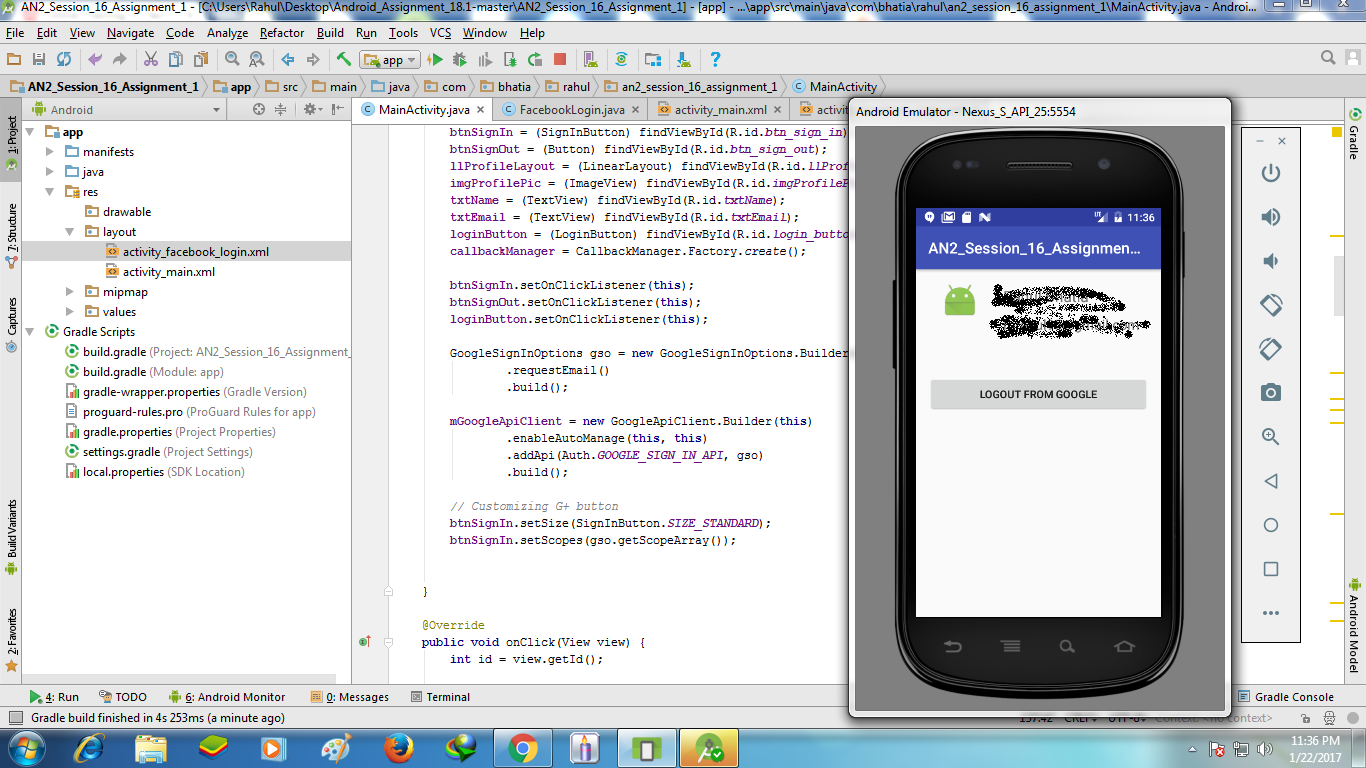 AN2_Session_16_Assignment_1 - [C:\Users\Rahul\Desktop\Android_Assignment_18.1-master\AN2_Session_16_Assignment_1] - [app] - ...\app\src\main\java\com\bhatia\rahul\an2_session_16_assignment_1\MainActivity.java - Androi...
File Edit View Navigate Code Analyze Refactor Build Run Tools VCS Window Help
app
AN2_Session_16_Assignment_1 app src main java com bhatia rahul an2_session_16_assignment_1 MainActivity
Android
MainActivity.java FacebookLogin.java activity_main.xml activit
1: Project
7: Structure
Captures
Build Variants
2: Favorites
app
manifests
java
res
drawable
layout
activity_facebook_login.xml
activity_main.xml
mipmap
values
Gradle Scripts
build.gradle (Project: AN2_Session_16_Assignment_
build.gradle (Module: app)
gradle-wrapper.properties (Gradle Version)
proguard-rules.pro (ProGuard Rules for app)
gradle.properties (Project Properties)
settings.gradle (Project Settings)
local.properties (SDK Location)
btnSignIn = (SignInButton) findViewById(R.id.btn_sign_in)
btnSignOut = (Button) findViewById(R.id.btn_sign_out);
llProfileLayout = (LinearLayout) findViewById(R.id.llProf
imgProfilePic = (ImageView) findViewById(R.id.imgProfileP
txtName = (TextView) findViewById(R.id.txtName);
txtEmail = (TextView) findViewById(R.id.txtEmail);
loginButton = (LoginButton) findViewById(R.id.login_butto
callbackManager = CallbackManager.Factory.create();
btnSignIn.setOnClickListener(this);
btnSignOut.setOnClickListener(this);
loginButton.setOnClickListener(this);
GoogleSignInOptions gso = new GoogleSignInOptions.Builder
.requestEmail()
.build();
mGoogleApiClient = new GoogleApiClient.Builder(this)
.enableAutoManage(this, this)
.addApi(Auth.GOOGLE_SIGN_IN_API, gso)
.build();
// Customizing G+ button
btnSignIn.setSize(SignInButton.SIZE_STANDARD);
btnSignIn.setScopes(gso.getScopeArray());
}
@Override
public void onClick(View view) {
int id = view.getId();
Android Emulator - Nexus_S_API_25:5554
11:36
AN2_Session_16_Assignmen...
LOGOUT FROM GOOGLE
Gradle
Android Model
4: Run TODO 6: Android Monitor 0: Messages Terminal Gradle Console
Gradle build finished in 4s 253ms (a minute ago)
Context: <no context>
11:36 PM
1/22/2017